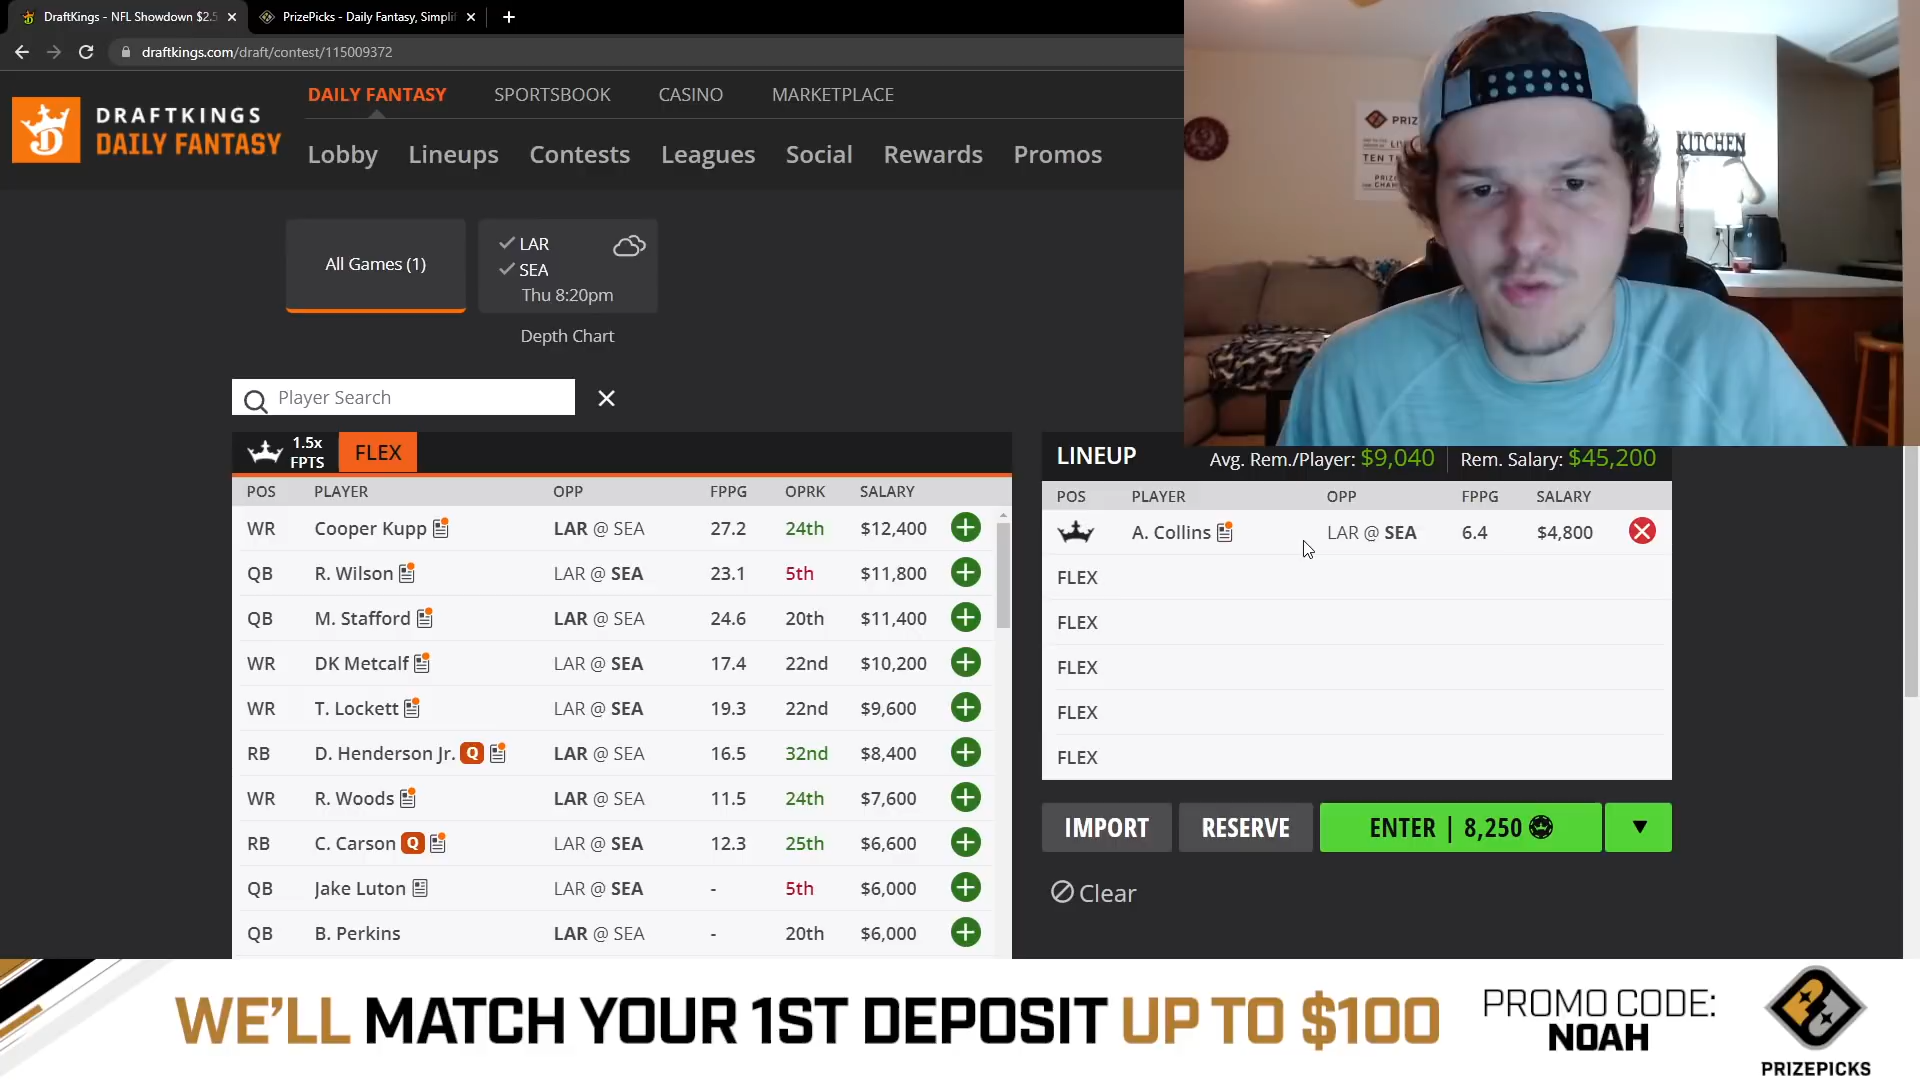 DraftKings - NFL Showdown $2.5
PrizePicks - Daily Fantasy, Simplif
draftkings.com/draft/contest/115009372
DRAFTKINGS
DAILY FANTASY
DAILY FANTASY SPORTSBOOK CASINO MARKETPLACE
Lobby Lineups Contests Leagues Social Rewards Promos
PRIZ
TEN T
KITCHEN
All Games (1)
LAR
SEA
Thu 8:20pm
Depth Chart
Player Search
1.5x
FPTS
FLEX
POS PLAYER OPP FPPG OPRK SALARY
WR Cooper Kupp LAR @ SEA 27.2 24th $12,400
QB R. Wilson LAR @ SEA 23.1 5th $11,800
QB M. Stafford LAR @ SEA 24.6 20th $11,400
WR DK Metcalf LAR @ SEA 17.4 22nd $10,200
WR T. Lockett LAR @ SEA 19.3 22nd $9,600
RB D. Henderson Jr. Q LAR @ SEA 16.5 32nd $8,400
WR R. Woods LAR @ SEA 11.5 24th $7,600
RB C. Carson Q LAR @ SEA 12.3 25th $6,600
QB Jake Luton LAR @ SEA - 5th $6,000
QB B. Perkins LAR @ SEA - 20th $6,000
LINEUP Avg. Rem./Player: $9,040 Rem. Salary: $45,200
POS PLAYER OPP FPPG SALARY
A. Collins LAR @ SEA 6.4 $4,800
FLEX
FLEX
FLEX
FLEX
FLEX
IMPORT RESERVE ENTER | 8,250
Clear
WE'LL MATCH YOUR 1ST DEPOSIT UP TO $100
PROMO CODE:
NOAH
PRIZEPICKS